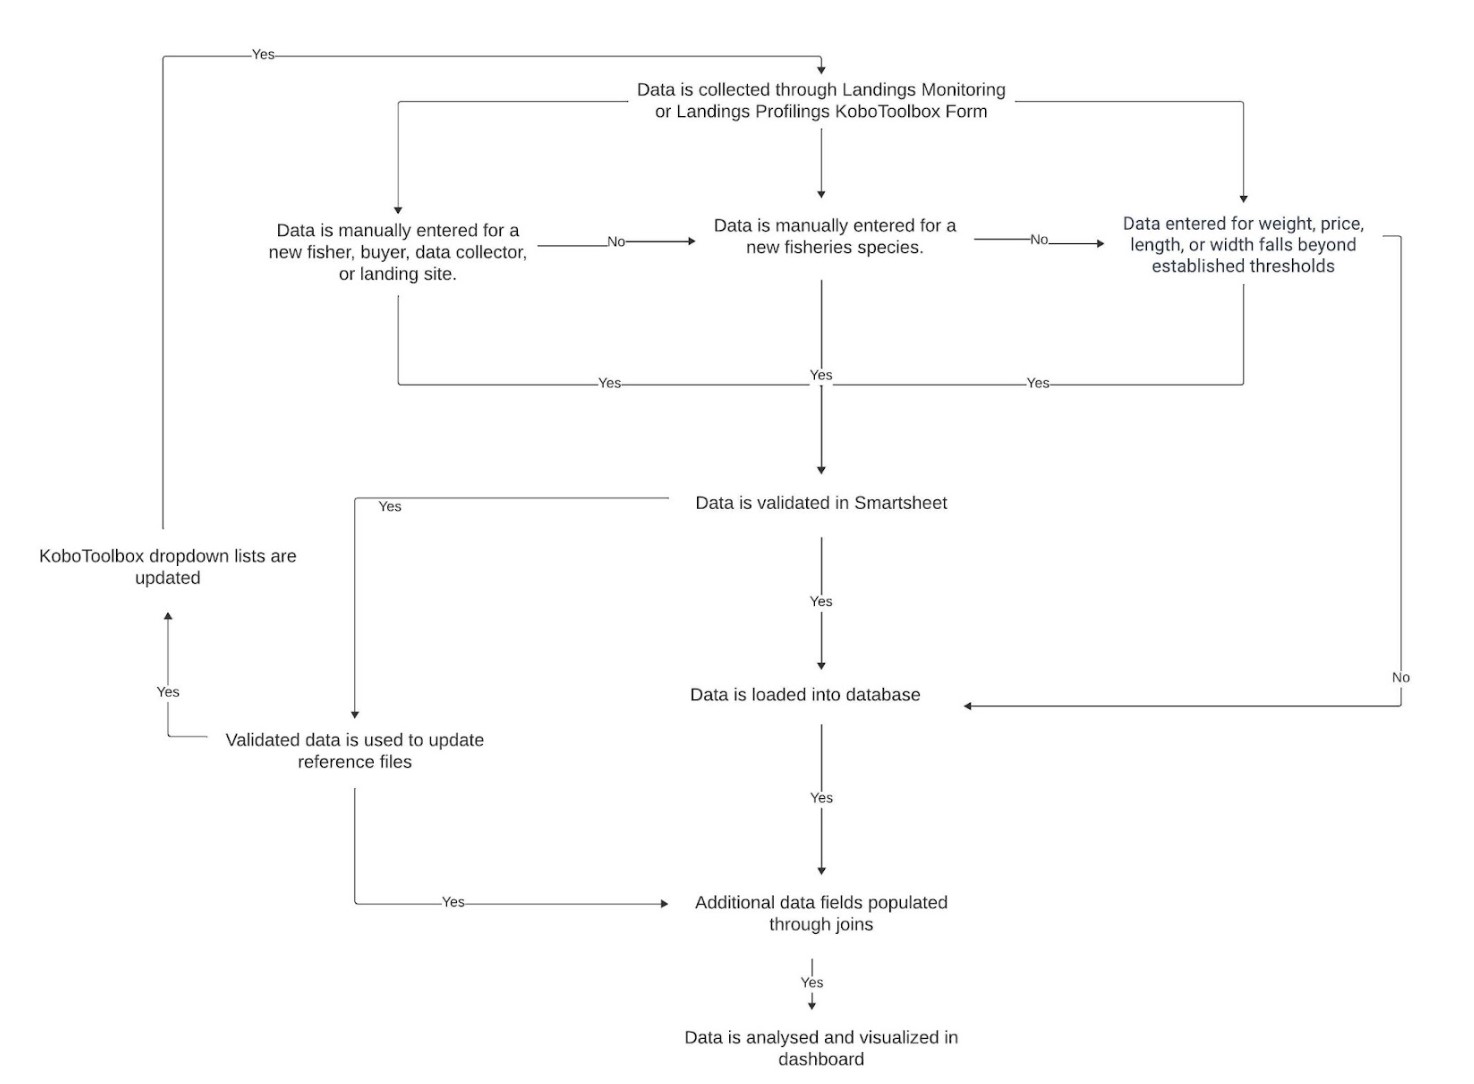 Yes
Data is collected through Landings Monitoring
or Landings Profilings KoboToolbox Form
Data is manually entered for a
new fisher, buyer, data collector,
or landing site.
No
Data is manually entered for a
new fisheries species.
No
Data entered for weight, price,
length, or width falls beyond
established thresholds
Yes
Yes
Yes
Data is validated in Smartsheet
Yes
KoboToolbox dropdown lists are
updated
Yes
No
Yes
Data is loaded into database
Validated data is used to update
reference files
Yes
Yes
Additional data fields populated
through joins
Yes
Data is analysed and visualized in
dashboard